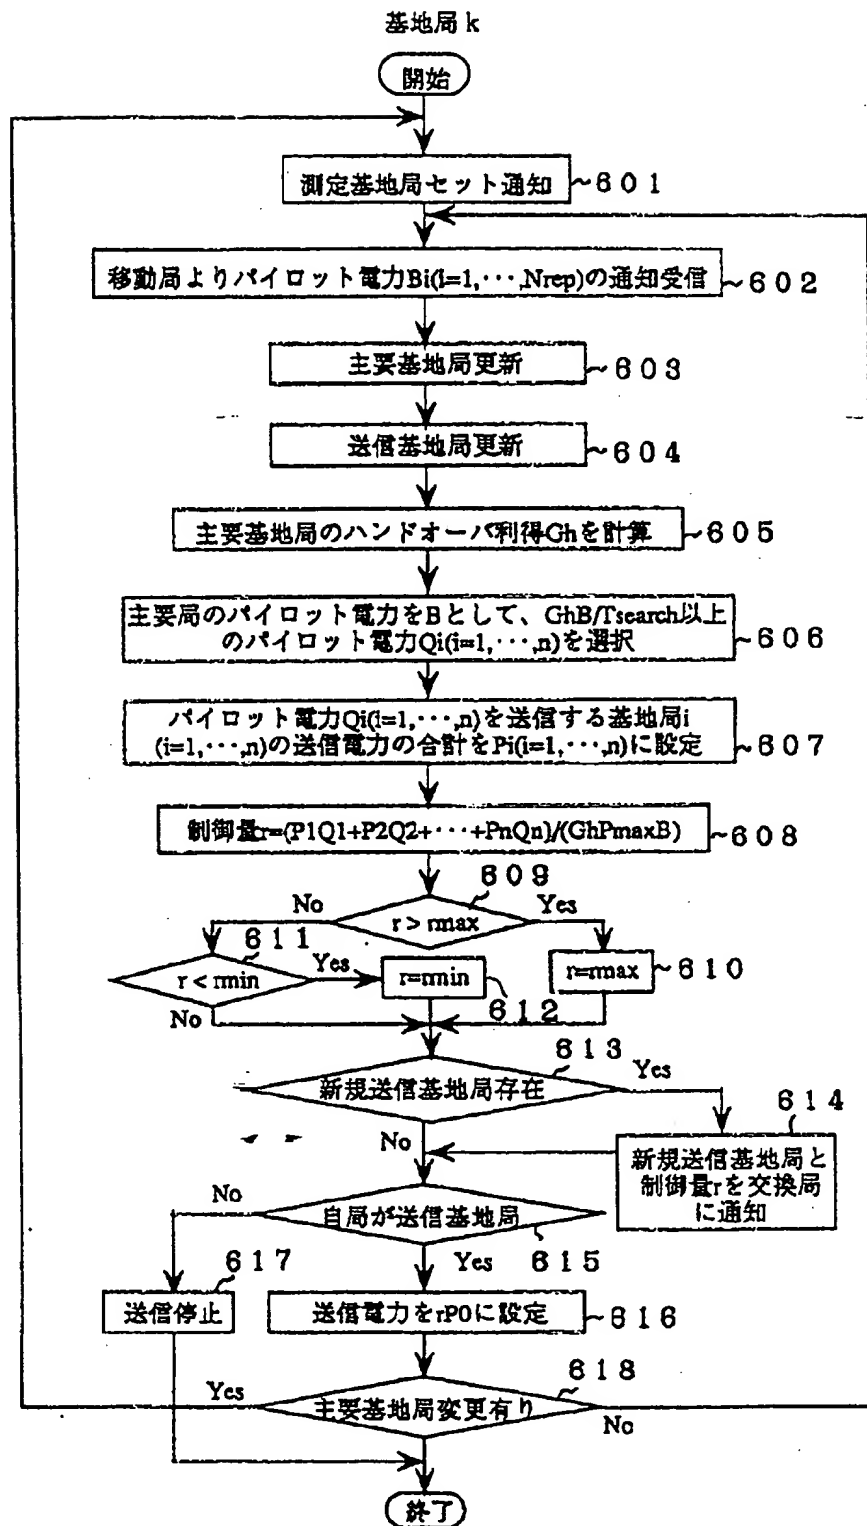 基地局 k
開始
測定基地局セット通知
~601
移動局よりパイロット電力Bi(i=1,···,Nrep)の通知受信
~602
主要基地局更新
~603
送信基地局更新
~604
主要基地局のハンドオーバ利得Ghを計算
~605
主要局のパイロット電力をBとして、GhB/Tsearch以上
のパイロット電力Qi(i=1,···,n)を選択
~606
パイロット電力Qi(i=1,···,n)を送信する基地局i
(i=1,···,n)の送信電力の合計をPi(i=1,···,n)に設定
~607
制御量r=(P1Q1+P2Q2+···+PnQn)/(GhPmaxB)
~608
609
No
Yes
r > rmax
611
r < rmin
Yes
r=rmin
r=rmax
~610
612
No
613
新規送信基地局存在
Yes
614
No
新規送信基地局と
制御量rを交換局
に通知
No
自局が送信基地局
615
617
Yes
送信停止
送信電力をrP0に設定
~616
618
Yes
主要基地局変更有り
No
終了